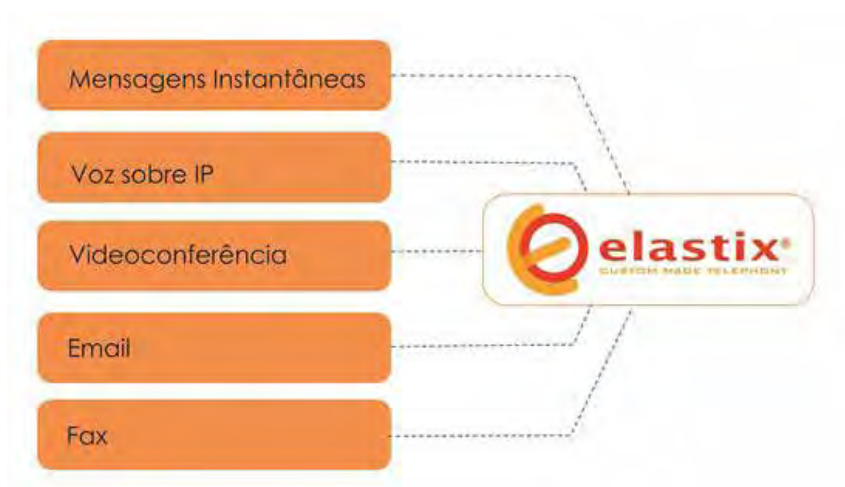 Mensagens Instantâneas
Voz sobre IP
Videoconferência
Email
Fax
elastix®
CUSTOM MADE TELEPHONY